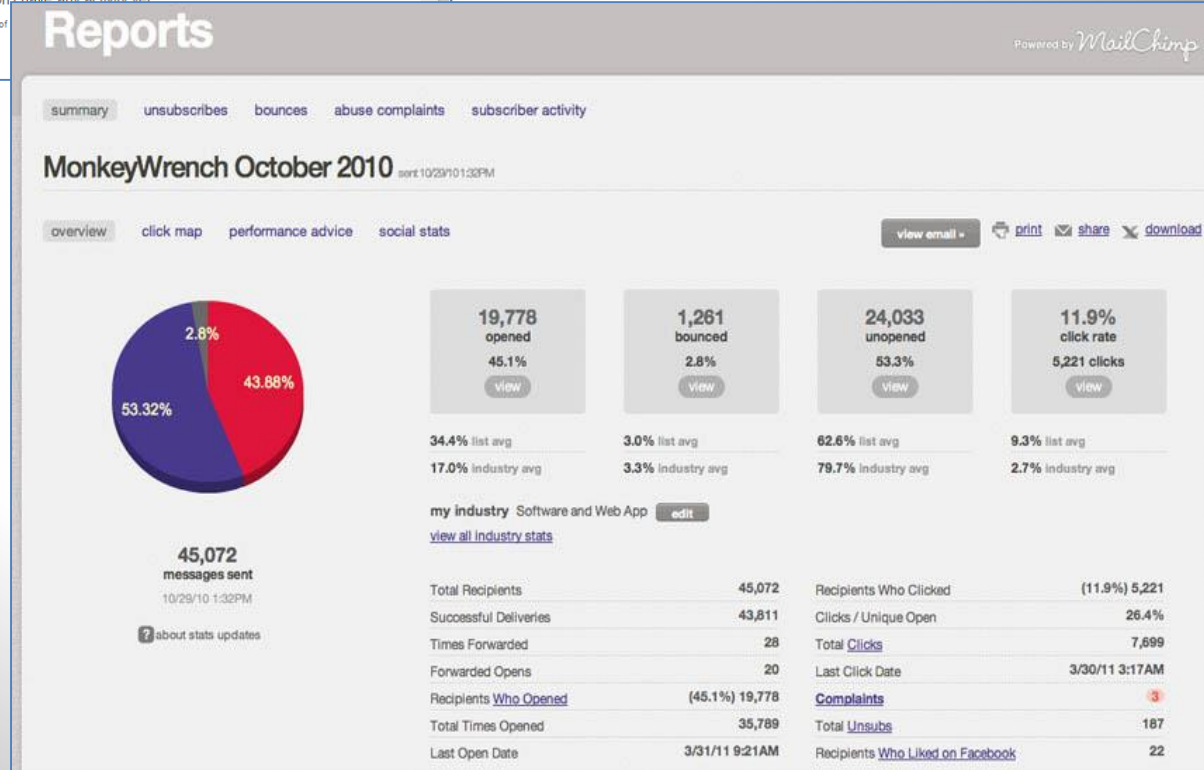 of
Reports
Powered by MailChimp
summary unsubscribes bounces abuse complaints subscriber activity
MonkeyWrench October 2010 sent 10/29/10 1:32PM
overview click map performance advice social stats
view email » print share download
2.8%
43.88%
53.32%
19,778 1,261 24,033 11.9%
opened bounced unopened click rate
45.1% 2.8% 53.3% 5,221 clicks
view view view view
34.4% list avg 3.0% list avg 62.6% list avg 9.3% list avg
17.0% industry avg 3.3% industry avg 79.7% industry avg 2.7% industry avg
my industry Software and Web App edit
view all industry stats
45,072
messages sent
10/29/10 1:32PM
? about stats updates
Total Recipients 45,072 Recipients Who Clicked (11.9%) 5,221
Successful Deliveries 43,811 Clicks / Unique Open 26.4%
Times Forwarded 28 Total Clicks 7,699
Forwarded Opens 20 Last Click Date 3/30/11 3:17AM
Recipients Who Opened (45.1%) 19,778 Complaints 3
Total Times Opened 35,789 Total Unsubs 187
Last Open Date 3/31/11 9:21AM Recipients Who Liked on Facebook 22